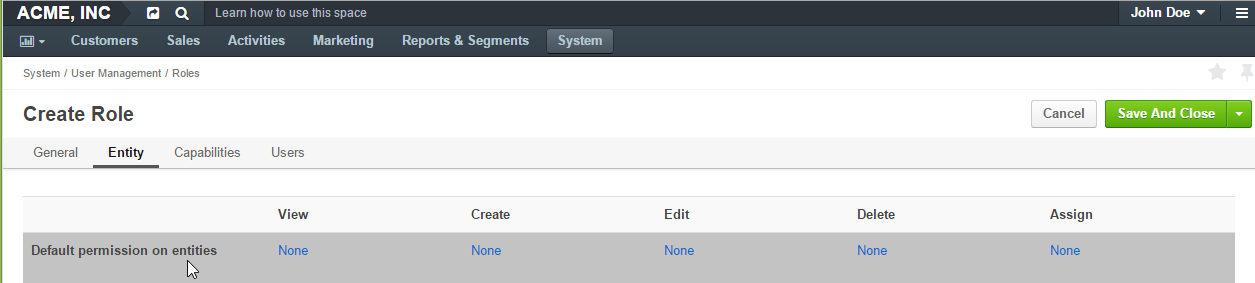 ACME, INC Learn how to use this space John Doe
Customers Sales Activities Marketing Reports & Segments System
System / User Management / Roles
Create Role Cancel Save And Close
General Entity Capabilities Users
View Create Edit Delete Assign
Default permission on entities None None None None None